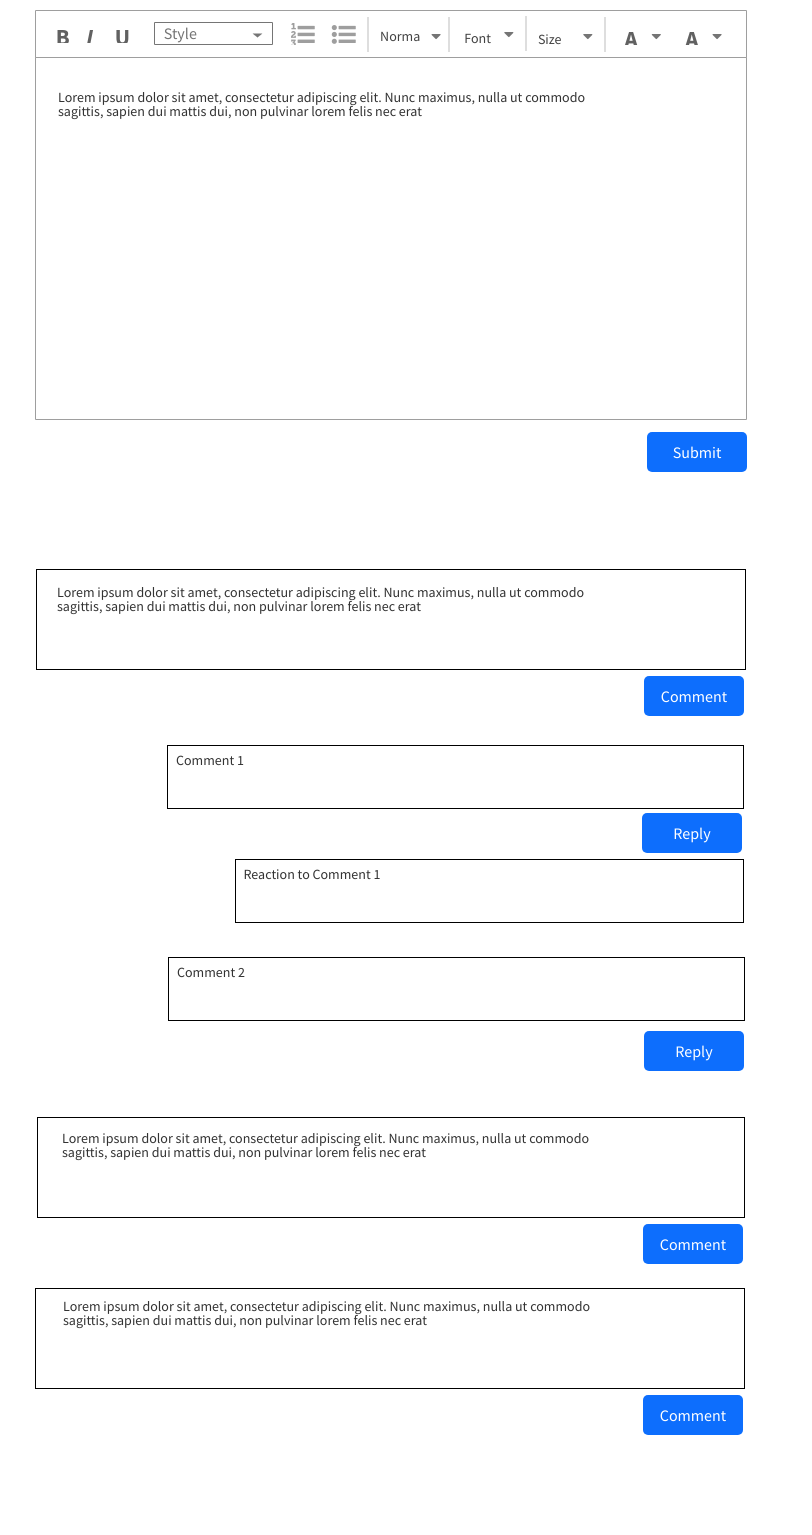 B I U Style Norma Font Size A A
Lorem ipsum dolor sit amet, consectetur adipiscing elit. Nunc maximus, nulla ut commodo
sagittis, sapien dui mattis dui, non pulvinar lorem felis nec erat
Submit
Lorem ipsum dolor sit amet, consectetur adipiscing elit. Nunc maximus, nulla ut commodo
sagittis, sapien dui mattis dui, non pulvinar lorem felis nec erat
Comment
Comment 1
Reply
Reaction to Comment 1
Comment 2
Reply
Lorem ipsum dolor sit amet, consectetur adipiscing elit. Nunc maximus, nulla ut commodo
sagittis, sapien dui mattis dui, non pulvinar lorem felis nec erat
Comment
Lorem ipsum dolor sit amet, consectetur adipiscing elit. Nunc maximus, nulla ut commodo
sagittis, sapien dui mattis dui, non pulvinar lorem felis nec erat
Comment